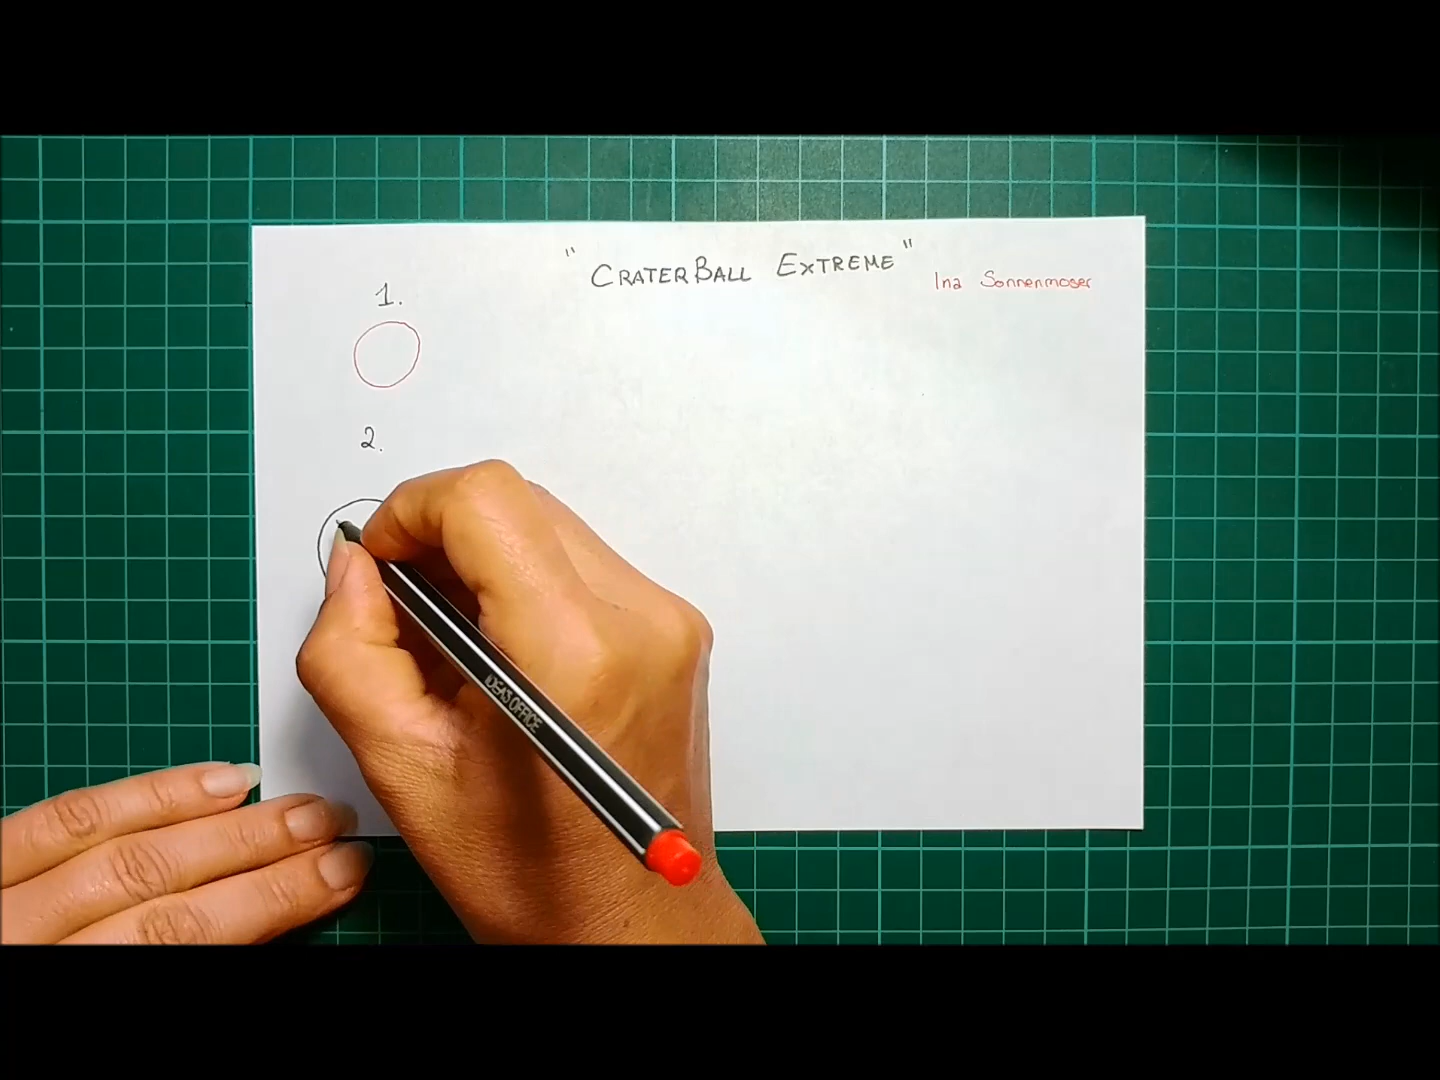 " CRATERBALL EXTREME "
Ina Sonnenmoser
1.
2.
IDEAS OFFICE